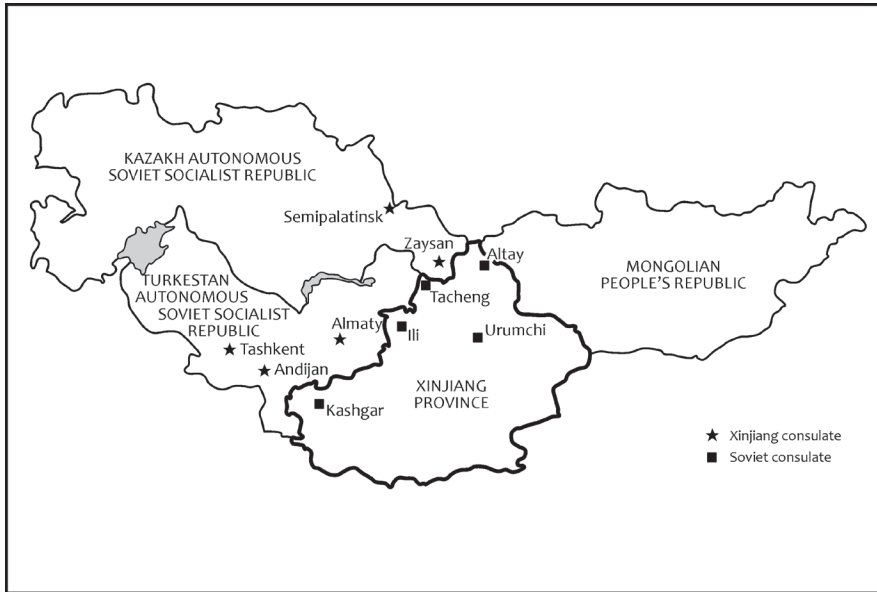 KAZAKH AUTONOMOUS
SOVIET SOCIALIST REPUBLIC
Semipalatinsk
Zaysan
Altay
MONGOLIAN
PEOPLE'S REPUBLIC
TURKESTAN
AUTONOMOUS
SOVIET SOCIALIST
REPUBLIC
Tacheng
Almaty
Ili
Urumchi
Tashkent
Andijan
XINJIANG
PROVINCE
Kashgar
Xinjiang consulate
Soviet consulate